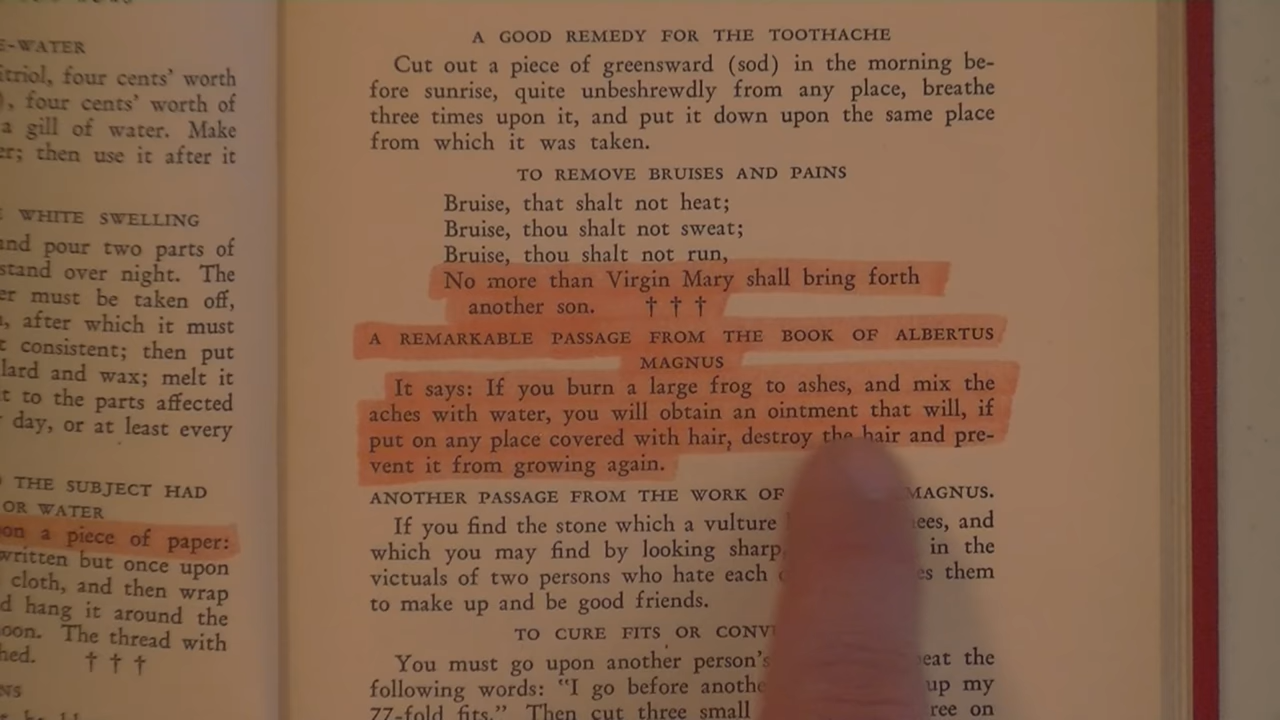 E-WATER
itriol, four cents' worth
), four cents' worth of
a gill of water. Make
er; then use it after it
WHITE SWELLING
and pour two parts of
stand over night. The
er must be taken off,
, after which it must
t consistent; then put
lard and wax; melt it
it to the parts affected
day, or at least every
THE SUBJECT HAD
OR WATER
on a piece of paper:
written but once upon
cloth, and then wrap
d hang it around the
oon. The thread with
hed. † † †
NS
A GOOD REMEDY FOR THE TOOTHACHE
Cut out a piece of greensward (sod) in the morning be-
fore sunrise, quite unbeshrewdly from any place, breathe
three times upon it, and put it down upon the same place
from which it was taken.
TO REMOVE BRUISES AND PAINS
Bruise, that shalt not heat;
Bruise, thou shalt not sweat;
Bruise, thou shalt not run,
No more than Virgin Mary shall bring forth
another son. † † †
A REMARKABLE PASSAGE FROM THE BOOK OF ALBERTUS
MAGNUS
It says: If you burn a large frog to ashes, and mix the
aches with water, you will obtain an ointment that will, if
put on any place covered with hair, destroy the hair and pre-
vent it from growing again.
ANOTHER PASSAGE FROM THE WORK OF MAGNUS.
If you find the stone which a vulture nees, and
which you may find by looking sharp, in the
victuals of two persons who hate each es them
to make up and be good friends.
TO CURE FITS OR CONV
You must go upon another person's eat the
following words: "I go before anothe up my
77-fold fits." Then cut three small ree on